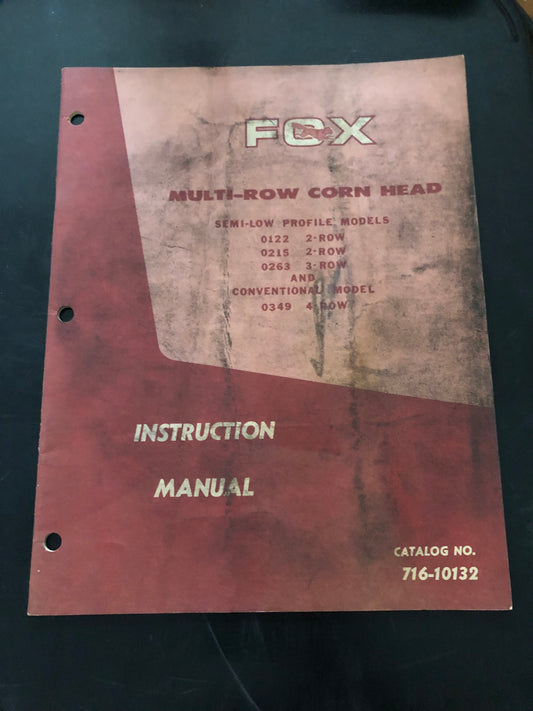 FOX
MULTI-ROW CORN HEAD
SEMI-LOW PROFILE MODELS
0122 2-ROW
0215 2-ROW
0263 3-ROW
AND
CONVENTIONAL MODEL
0349 4-ROW
INSTRUCTION
MANUAL
CATALOG NO.
716-10132